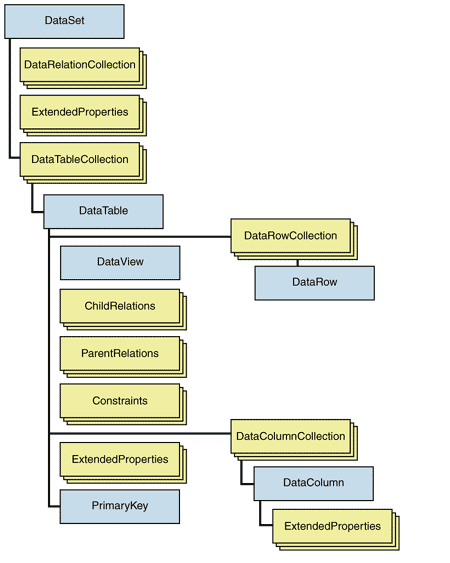 DataSet
DataRelationCollection
ExtendedProperties
DataTableCollection
DataTable
DataRowCollection
DataView
DataRow
ChildRelations
ParentRelations
Constraints
DataColumnCollection
ExtendedProperties
DataColumn
PrimaryKey
ExtendedProperties